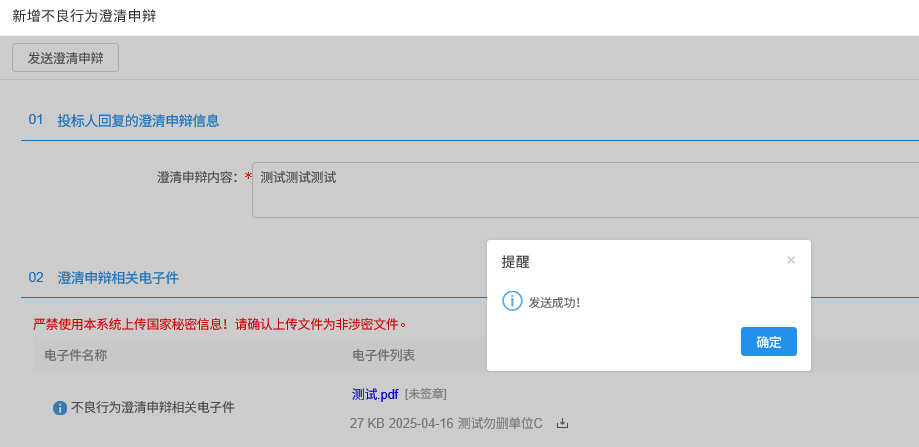 新增不良行为澄清申辩
发送澄清申辩
01 投标人回复的澄清申辩信息
澄清申辩内容：*
测试测试测试
提醒
×
发送成功！
确定
02 澄清申辩相关电子件
严禁使用本系统上传国家秘密信息！请确认上传文件为非涉密文件。
电子件名称 电子件列表
不良行为澄清申辩相关电子件
测试.pdf [未签章]
27 KB 2025-04-16 测试勿删单位C